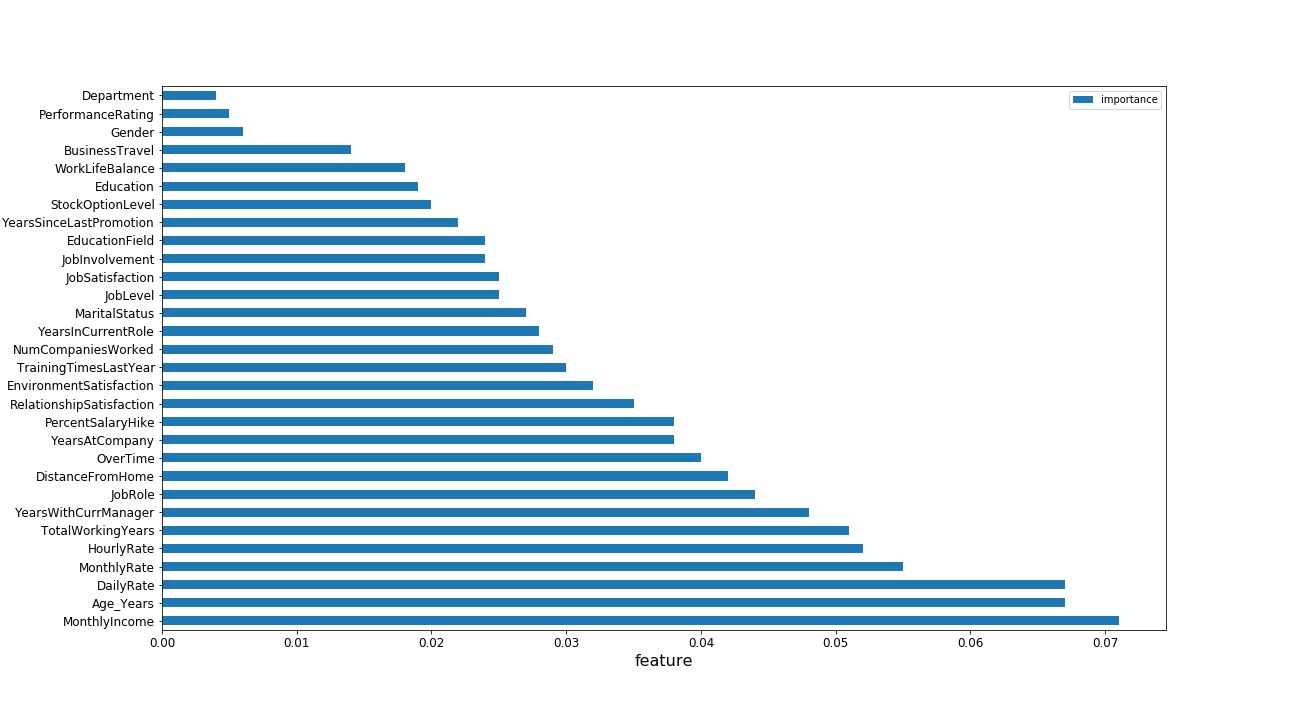 Department
importance
PerformanceRating
Gender
BusinessTravel
WorkLifeBalance
Education
StockOptionLevel
YearsSinceLastPromotion
EducationField
JobInvolvement
JobSatisfaction
JobLevel
MaritalStatus
YearsInCurrentRole
NumCompaniesWorked
TrainingTimesLastYear
EnvironmentSatisfaction
RelationshipSatisfaction
PercentSalaryHike
YearsAtCompany
OverTime
DistanceFromHome
JobRole
YearsWithCurrManager
TotalWorkingYears
HourlyRate
MonthlyRate
DailyRate
Age_Years
MonthlyIncome
0.00 0.01 0.02 0.03 0.04 0.05 0.06 0.07
feature